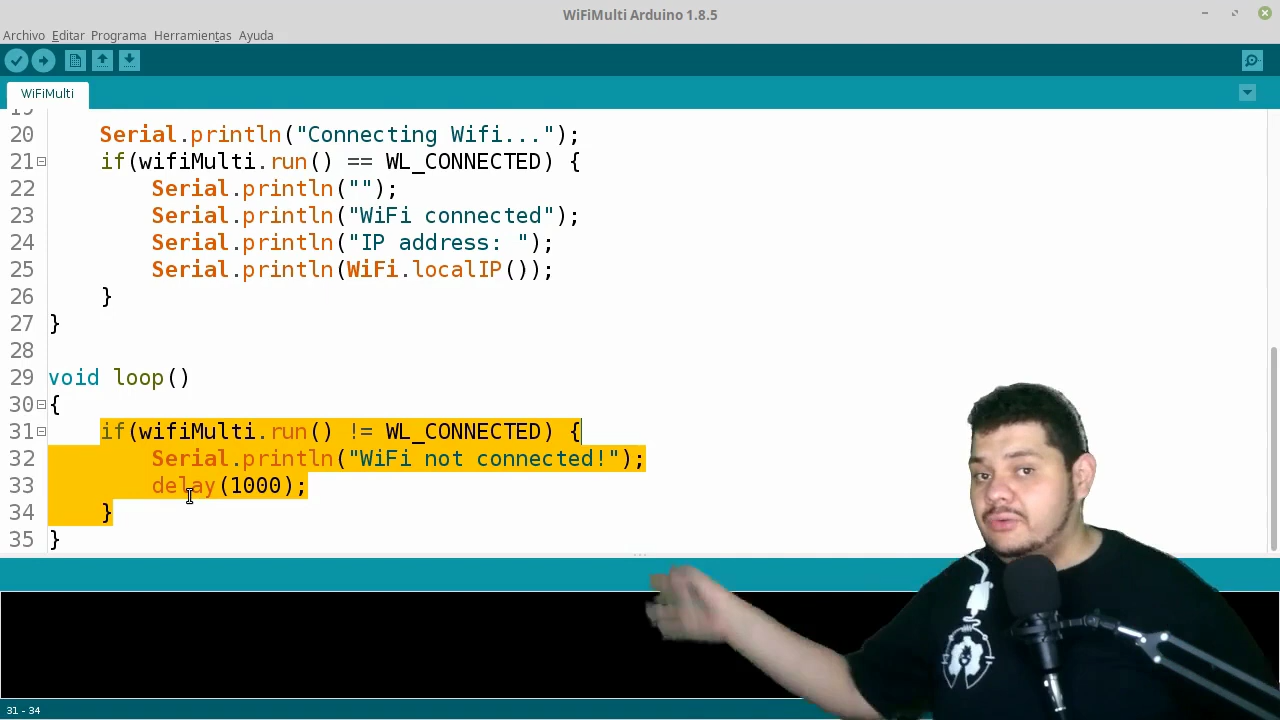 WiFiMulti Arduino 1.8.5
Archivo Editar Programa Herramientas Ayuda
WiFiMulti
20 Serial.println("Connecting Wifi...");
21 if(wifiMulti.run() == WL_CONNECTED) {
22 Serial.println("");
23 Serial.println("WiFi connected");
24 Serial.println("IP address: ");
25 Serial.println(WiFi.localIP());
26 }
27 }
28
29 void loop()
30 {
31 if(wifiMulti.run() != WL_CONNECTED) {
32 Serial.println("WiFi not connected!");
33 delay(1000);
34 }
35 }
31 - 34